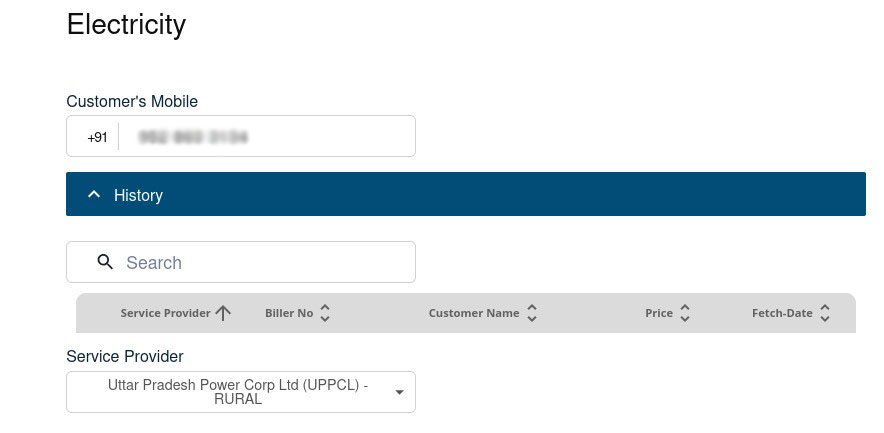 Electricity
Customer's Mobile
+91
History
Search
Service Provider Biller No Customer Name Price Fetch-Date
Service Provider
Uttar Pradesh Power Corp Ltd (UPPCL) -
RURAL